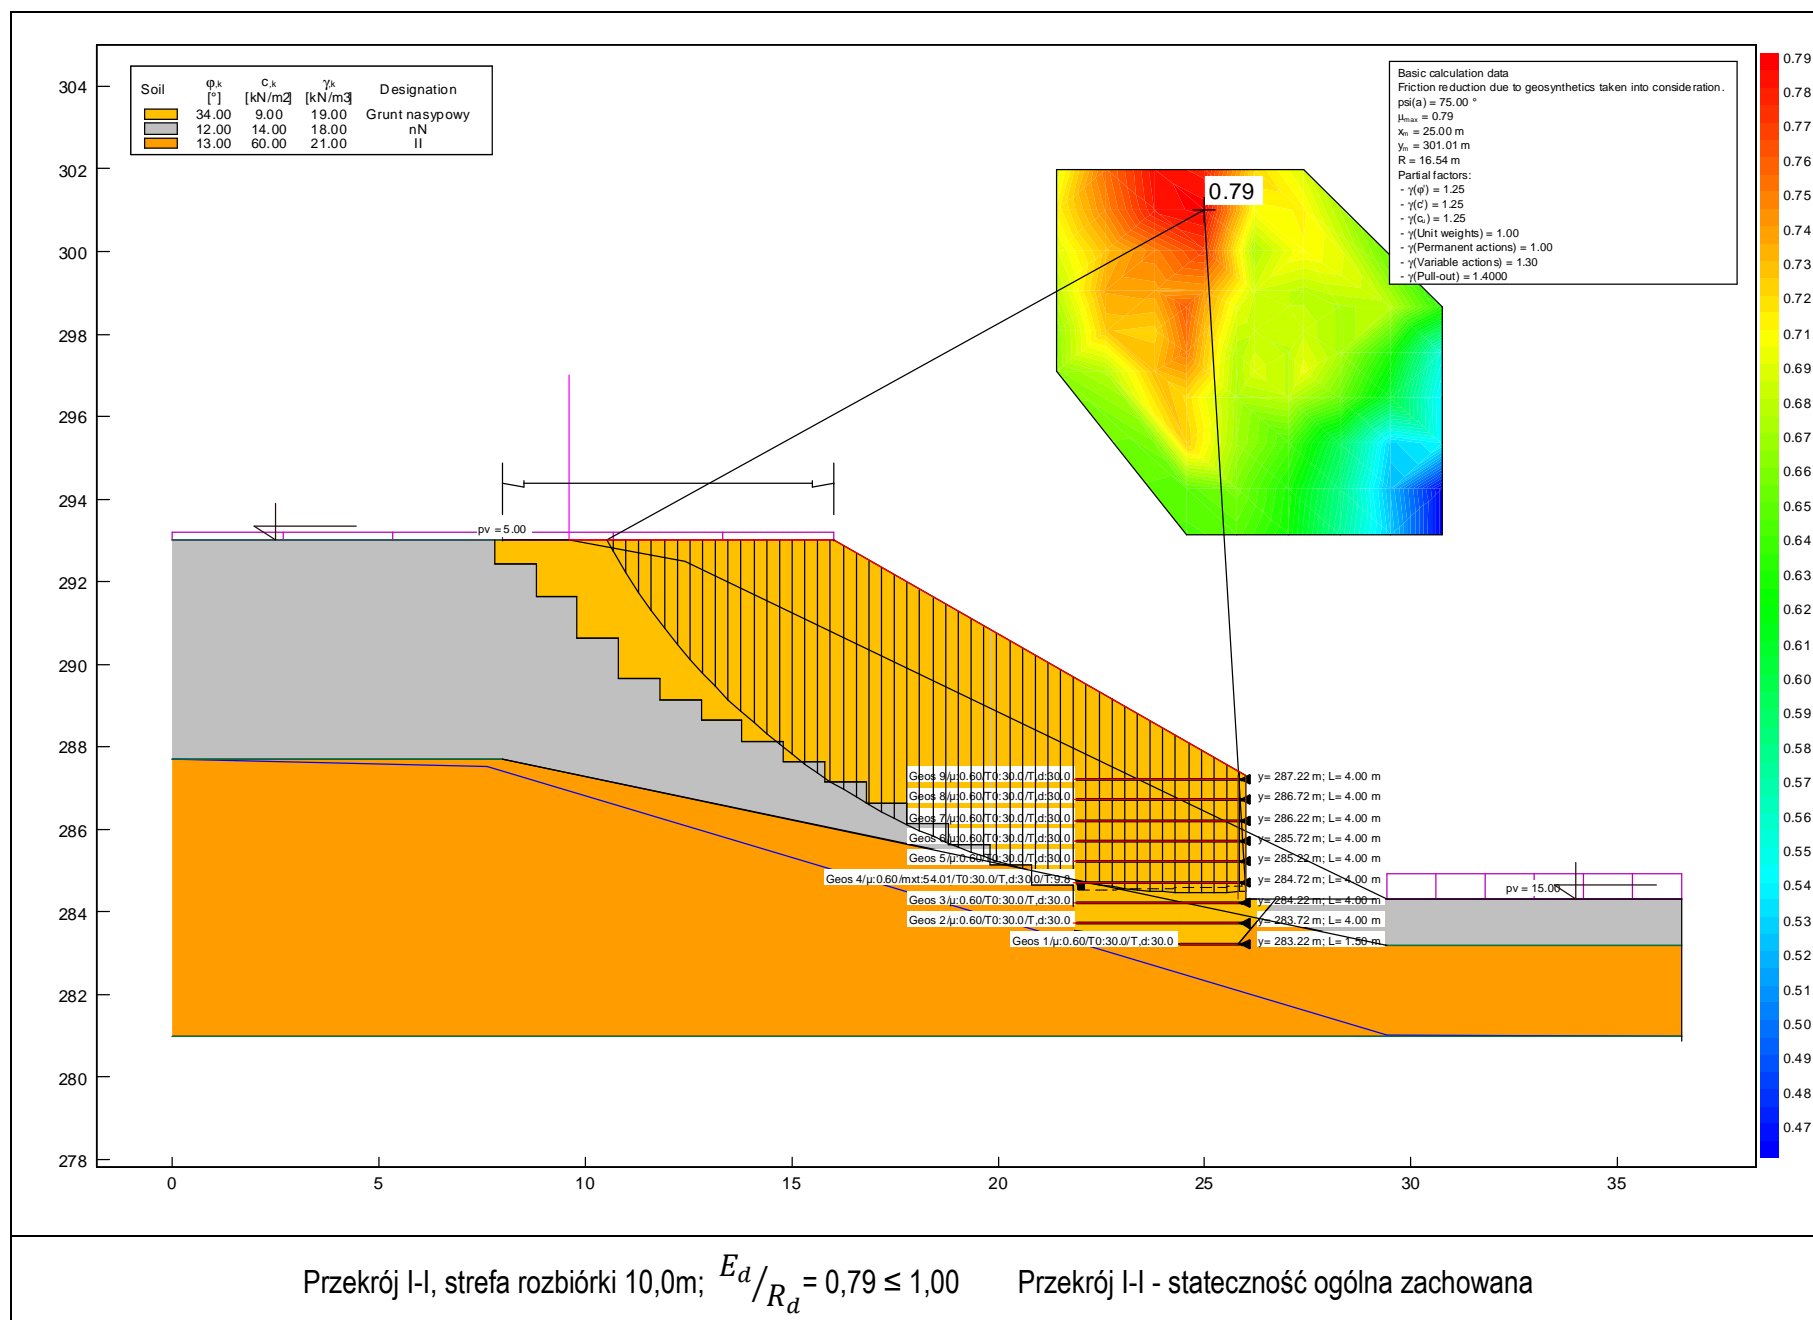 Soil φ,k c,k γ,k Designation
[°] [kN/m2] [kN/m3]
34.00 9.00 19.00 Grunt nasypowy
12.00 14.00 18.00 nN
13.00 60.00 21.00 II
Basic calculation data
Friction reduction due to geosynthetics taken into consideration.
psi(a) = 75.00 °
μmax = 0.79
xm = 25.00 m
ym = 301.01 m
R = 16.54 m
Partial factors:
- γ(φ') = 1.25
- γ(c') = 1.25
- γ(cu) = 1.25
- γ(Unit weights) = 1.00
- γ(Permanent actions) = 1.00
- γ(Variable actions) = 1.30
- γ(Pull-out) = 1.4000
0.79
0.79
0.78
0.77
0.76
0.75
0.74
0.73
0.72
0.71
0.69
0.68
0.67
0.66
0.65
0.64
0.63
0.62
0.61
0.60
0.59
0.58
0.57
0.56
0.55
0.54
0.53
0.52
0.51
0.50
0.49
0.48
0.47
304
302
300
298
296
294
292
290
288
286
284
282
280
278
pv = 5.00
pv = 15.00
Geos 9/μ:0.60/T0:30.0/T,d:30.0 y= 287.22 m; L= 4.00 m
Geos 8/μ:0.60/T0:30.0/T,d:30.0 y= 286.72 m; L= 4.00 m
Geos 7/μ:0.60/T0:30.0/T,d:30.0 y= 286.22 m; L= 4.00 m
Geos 6/μ:0.60/T0:30.0/T,d:30.0 y= 285.72 m; L= 4.00 m
Geos 5/μ:0.60/T0:30.0/T,d:30.0 y= 285.22 m; L= 4.00 m
Geos 4/μ:0.60/mxt:54.01/T0:30.0/T,d:30.0/T:9.8 y= 284.72 m; L= 4.00 m
Geos 3/μ:0.60/T0:30.0/T,d:30.0 y= 284.22 m; L= 4.00 m
Geos 2/μ:0.60/T0:30.0/T,d:30.0 y= 283.72 m; L= 4.00 m
Geos 1/μ:0.60/T0:30.0/T,d:30.0 y= 283.22 m; L= 1.50 m
0 5 10 15 20 25 30 35
Przekrój I-I, strefa rozbiórki 10,0m; Ed/Rd = 0,79 ≤ 1,00 Przekrój I-I - stateczność ogólna zachowana